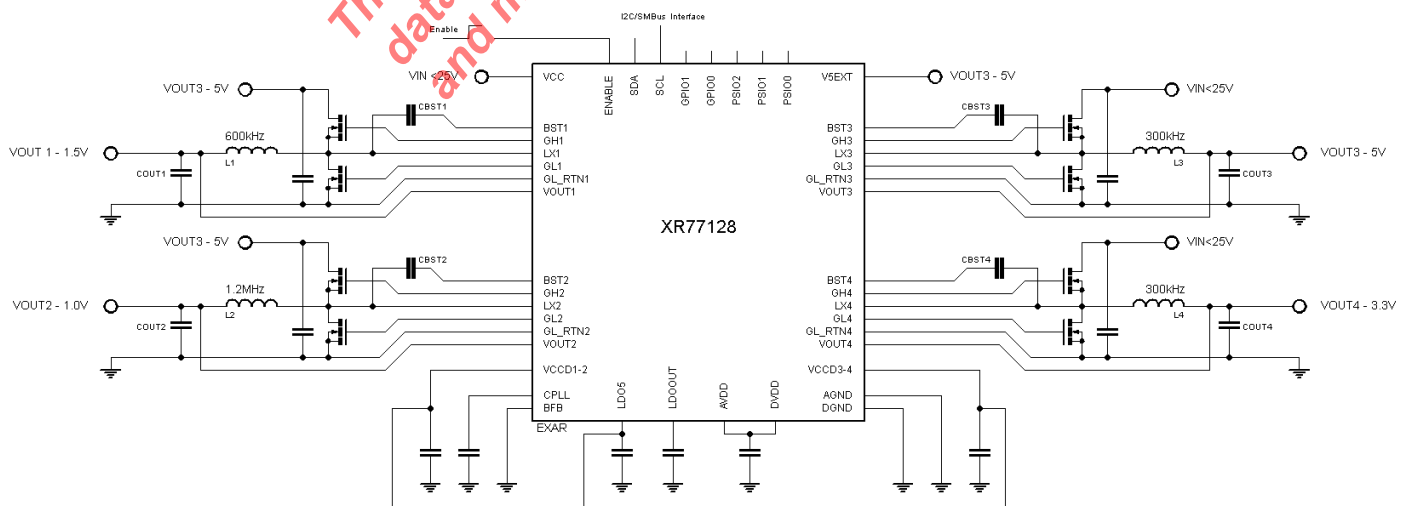 Th
data
and m
I2C/SMBus Interface
Enable
VIN <25V
VCC
ENABLE
SDA
SCL
GPIO1
GPIO0
PSIO2
PSIO1
PSIO0
V5EXT
VOUT3 - 5V
VOUT3 - 5V
CBST1
BST1
GH1
LX1
GL1
GL_RTN1
VOUT1
600kHz
L1
VOUT 1 - 1.5V
COUT1
VIN<25V
CBST3
BST3
GH3
LX3
GL3
GL_RTN3
VOUT3
300kHz
L3
VOUT3 - 5V
COUT3
XR77128
VOUT3 - 5V
CBST2
BST2
GH2
LX2
GL2
GL_RTN2
VOUT2
1.2MHz
L2
VOUT2 - 1.0V
COUT2
VIN<25V
CBST4
BST4
GH4
LX4
GL4
GL_RTN4
VOUT4
300kHz
L4
VOUT4 - 3.3V
COUT4
VCCD1-2
CPLL
BFB
LDO5
LDOOUT
AVDD
DVDD
VCCD3-4
AGND
DGND
EXAR